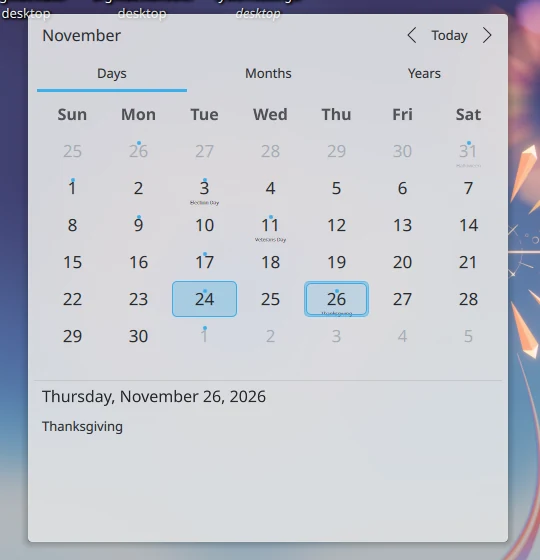 desktop desktop desktop
November Today
Days Months Years
Sun Mon Tue Wed Thu Fri Sat
25 26 27 28 29 30 31
1 2 3 4 5 6 7
Election Day
8 9 10 11 12 13 14
Veterans Day
15 16 17 18 19 20 21
22 23 24 25 26 27 28
Thanksgiving
29 30 1 2 3 4 5
Thursday, November 26, 2026
Thanksgiving